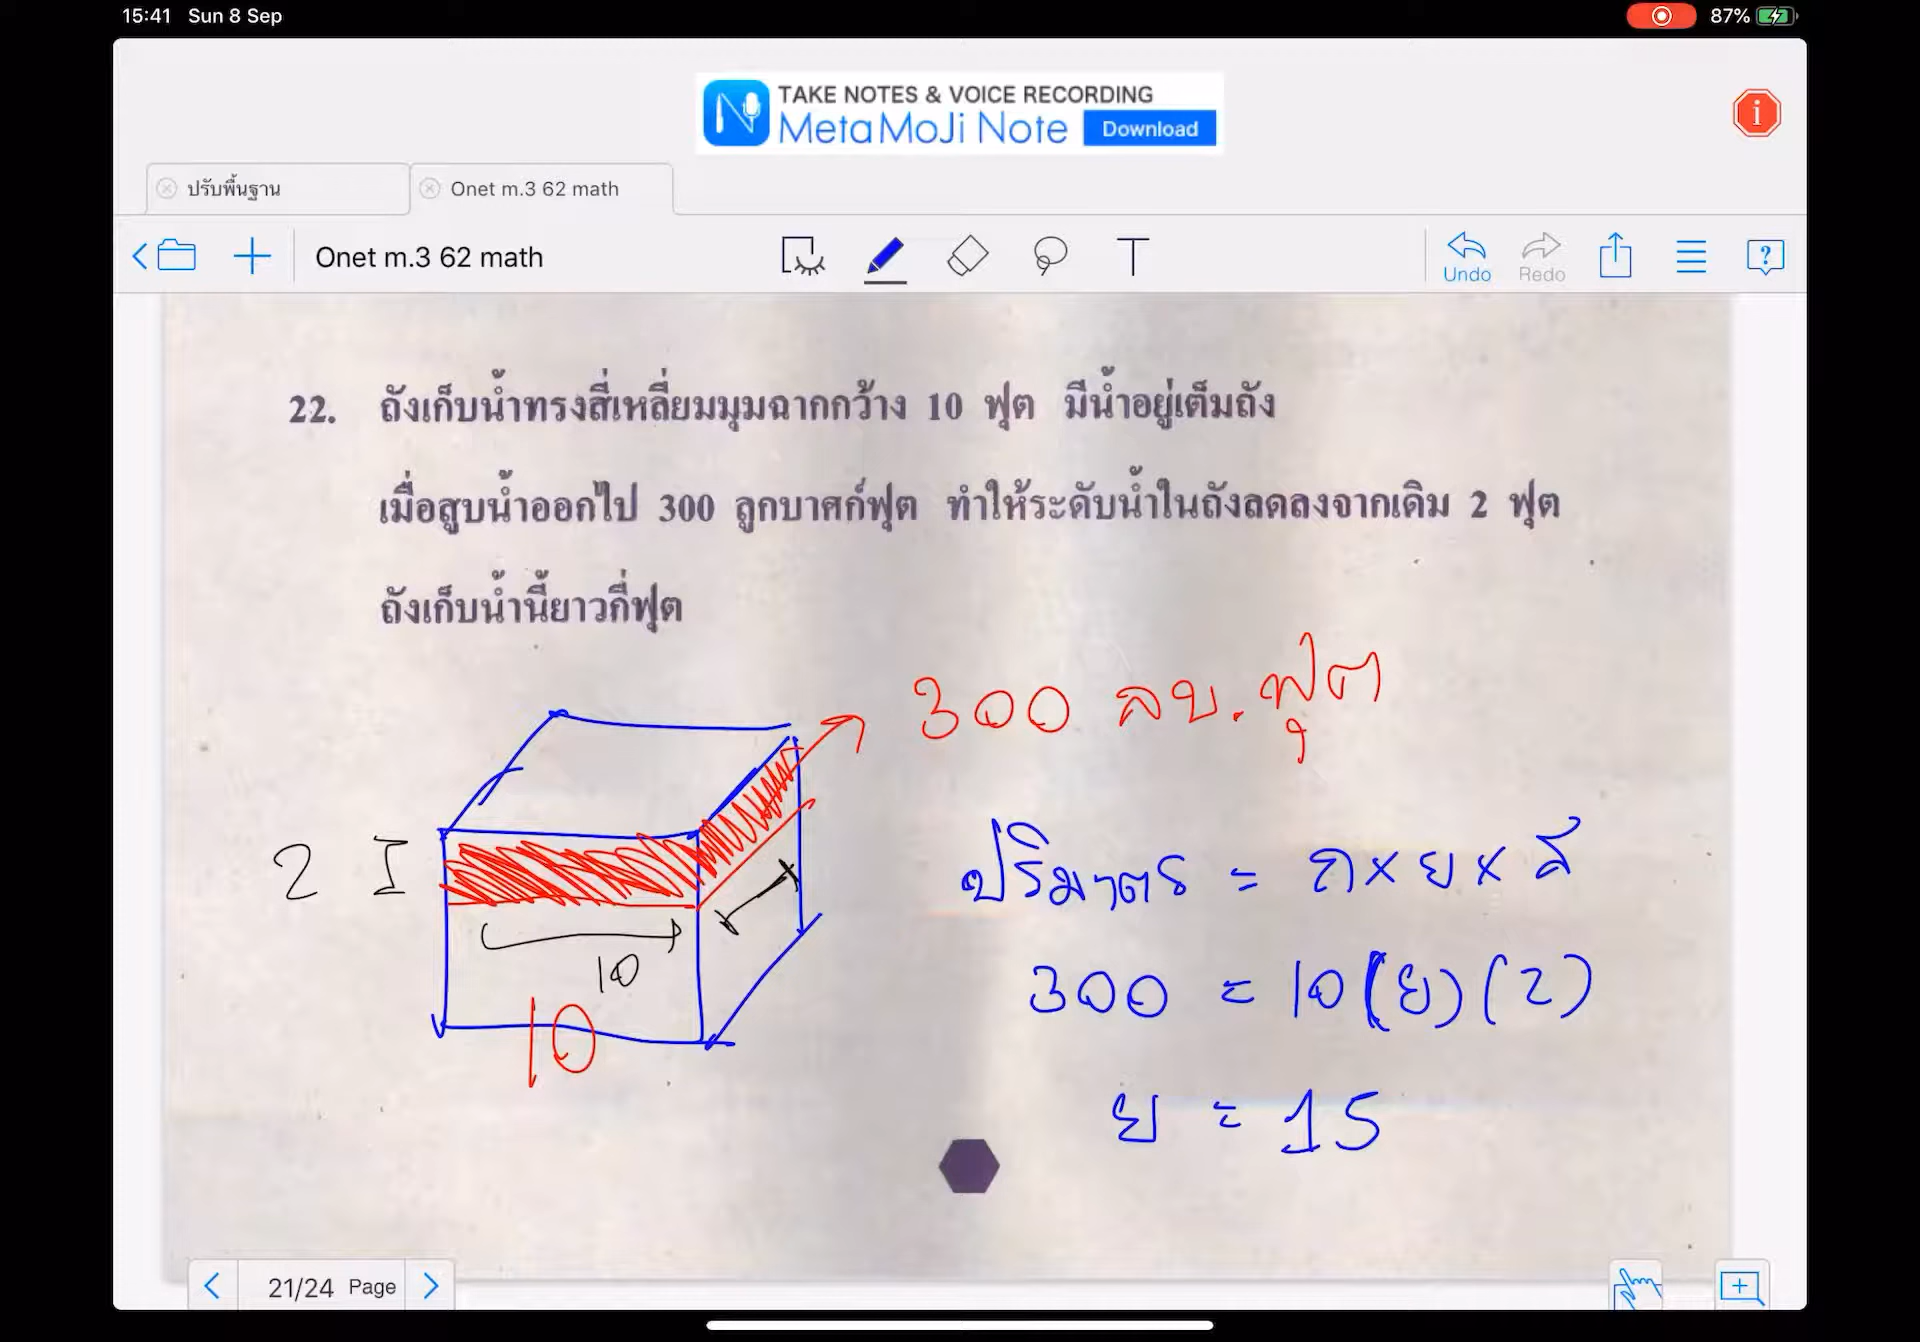 15:41 Sun 8 Sep
87%
TAKE NOTES & VOICE RECORDING
MetaMoJi Note Download
ปรับพื้นฐาน
Onet m.3 62 math
Onet m.3 62 math
T
Undo
Redo
22. ถังเก็บน้ำทรงสี่เหลี่ยมมุมฉากกว้าง 10 ฟุต มีน้ำอยู่เต็มถัง
เมื่อสูบน้ำออกไป 300 ลูกบาศก์ฟุต ทำให้ระดับน้ำในถังลดลงจากเดิม 2 ฟุต
ถังเก็บน้ำนี้ยาวกี่ฟุต
300 ลบ.ฟุต
2
ปริมาตร = ก x ย x ส
10
300 = 10(ย)(2)
10
ย = 15
21/24 Page